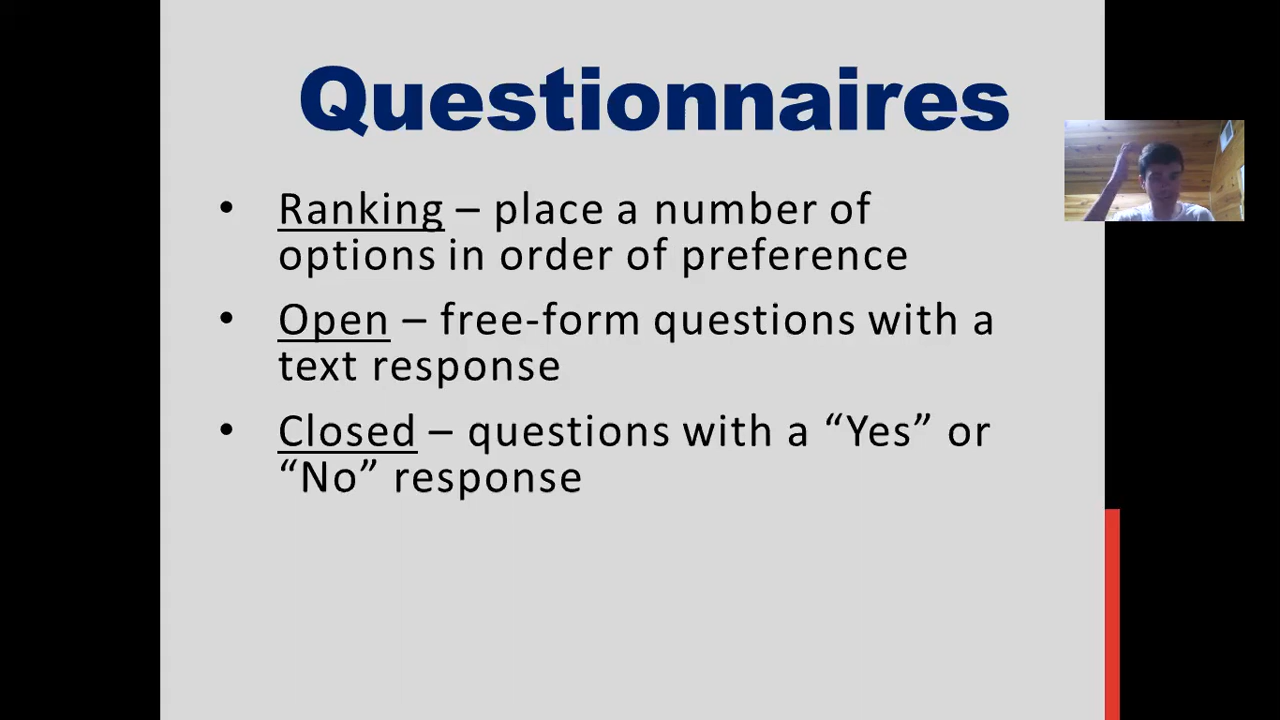 Questionnaires
• Ranking – place a number of
options in order of preference
• Open – free-form questions with a
text response
• Closed – questions with a “Yes” or
“No” response